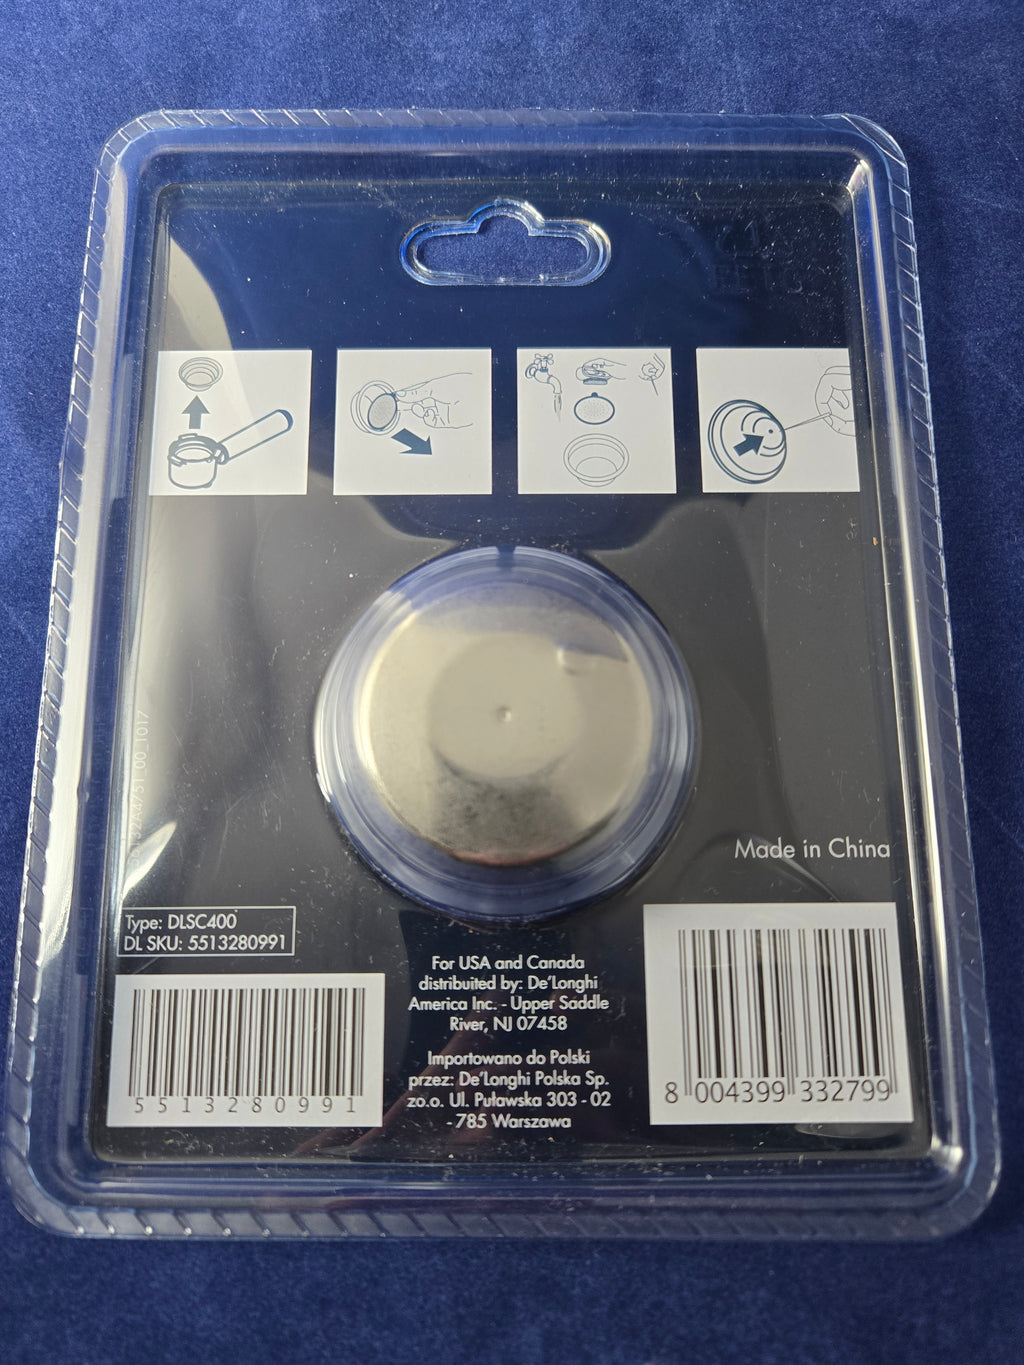 Made in China
Type: DLSC400
DL SKU: 5513280991
5513280991
For USA and Canada
distribuited by: De'Longhi
America Inc. - Upper Saddle
River, NJ 07458
Importowano do Polski
przez: De'Longhi Polska Sp.
zo.o. Ul. Puławska 303 - 02
- 785 Warszawa
8 004399 332799